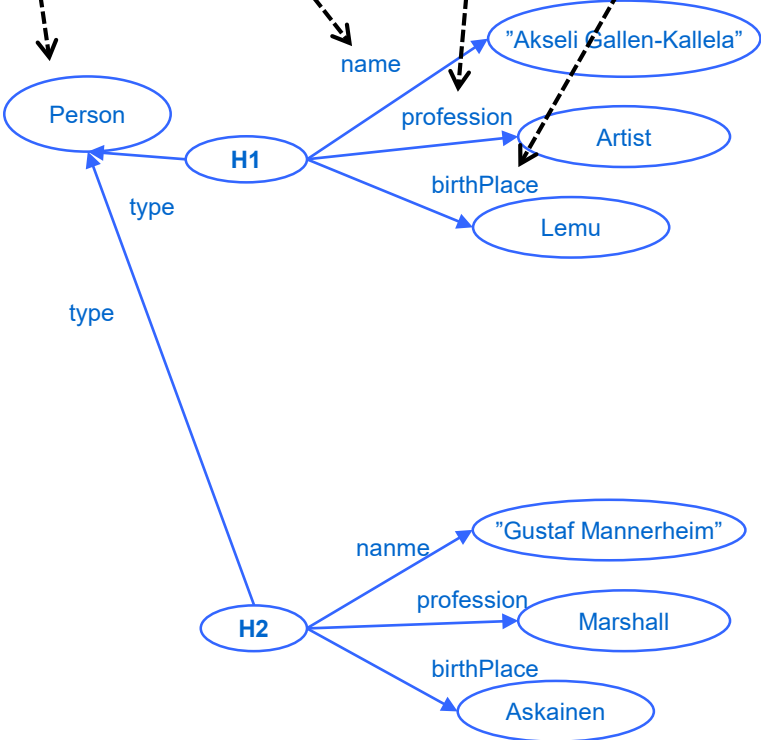 "Akseli Gallen-Kallela"
name
Person
profession
Artist
H1
birthPlace
type
Lemu
type
"Gustaf Mannerheim"
nanme
profession
Marshall
H2
birthPlace
Askainen